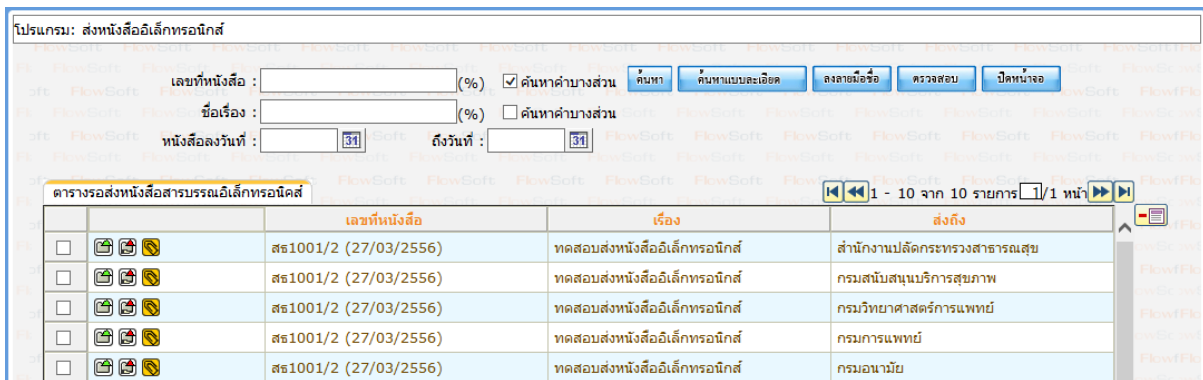 โปรแกรม: ส่งหนังสืออิเล็กทรอนิกส์
เลขที่หนังสือ : (%) ค้นหาคำบางส่วน ค้นหา ค้นหาแบบละเอียด ลงลายมือชื่อ ตรวจสอบ ปิดหน้าจอ
ชื่อเรื่อง : (%) ค้นหาคำบางส่วน
หนังสือลงวันที่ : 31 ถึงวันที่ : 31
ตารางรอส่งหนังสือสารบรรณอิเล็กทรอนิคส์ 1 - 10 จาก 10 รายการ 1/1 หน้า
เลขที่หนังสือ เรื่อง ส่งถึง
สธ1001/2 (27/03/2556) ทดสอบส่งหนังสืออิเล็กทรอนิกส์ สำนักงานปลัดกระทรวงสาธารณสุข
สธ1001/2 (27/03/2556) ทดสอบส่งหนังสืออิเล็กทรอนิกส์ กรมสนับสนุนบริการสุขภาพ
สธ1001/2 (27/03/2556) ทดสอบส่งหนังสืออิเล็กทรอนิกส์ กรมวิทยาศาสตร์การแพทย์
สธ1001/2 (27/03/2556) ทดสอบส่งหนังสืออิเล็กทรอนิกส์ กรมการแพทย์
สธ1001/2 (27/03/2556) ทดสอบส่งหนังสืออิเล็กทรอนิกส์ กรมอนามัย